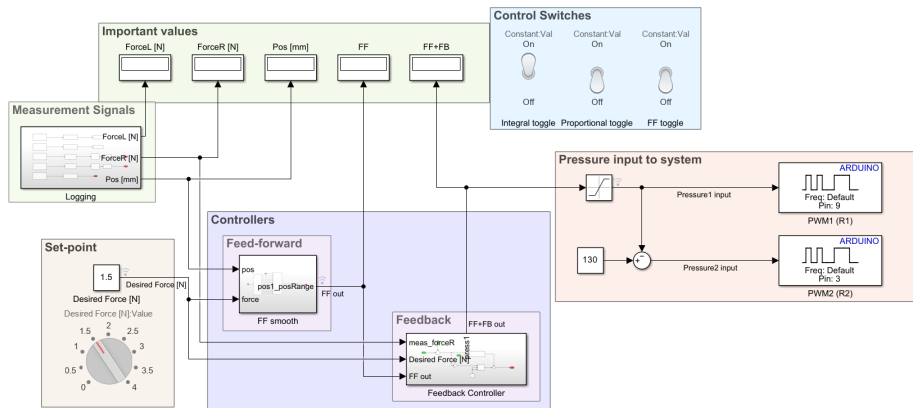 Important values
ForceL [N]
ForceR [N]
Pos [mm]
FF
FF+FB
Control Switches
Constant:Val
On
Off
Integral toggle
Constant:Val
On
Off
Proportional toggle
Constant:Val
On
Off
FF toggle
Measurement Signals
ForceL [N]
ForceR [N]
Pos [mm]
Logging
Pressure input to system
Pressure1 input
ARDUINO
Freq: Default
Pin: 9
PWM1 (R1)
130
+
−
Pressure2 input
ARDUINO
Freq: Default
Pin: 3
PWM2 (R2)
Controllers
Feed-forward
pos
force
pos1_posRange
FF out
FF smooth
Set-point
1.5
Desired Force [N]
Desired Force [N]
Desired Force [N]:Value
0
0.5
1
1.5
2
2.5
3
3.5
4
Feedback
FF+FB out
meas_forceR
Desired Force [N]
FF out
press1
Feedback Controller